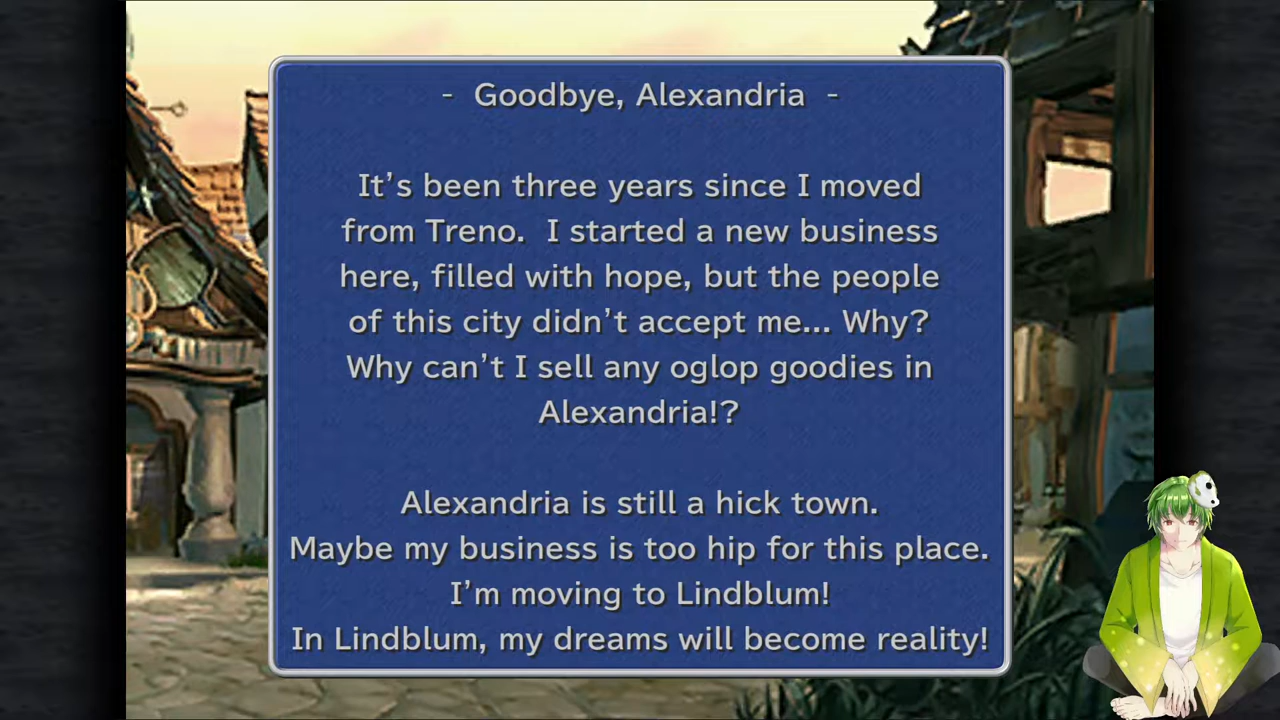 - Goodbye, Alexandria -
It's been three years since I moved
from Treno. I started a new business
here, filled with hope, but the people
of this city didn't accept me... Why?
Why can't I sell any oglop goodies in
Alexandria!?
Alexandria is still a hick town.
Maybe my business is too hip for this place.
I'm moving to Lindblum!
In Lindblum, my dreams will become reality!